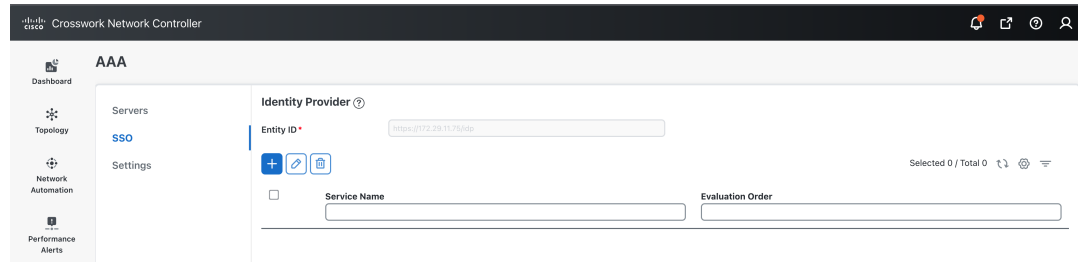 CISCO Crosswork Network Controller
AAA
Dashboard
Topology
Network
Automation
Performance
Alerts
Servers
SSO
Settings
Identity Provider ?
Entity ID*
https://172.29.11.75/idp
Selected 0 / Total 0
Service Name
Evaluation Order